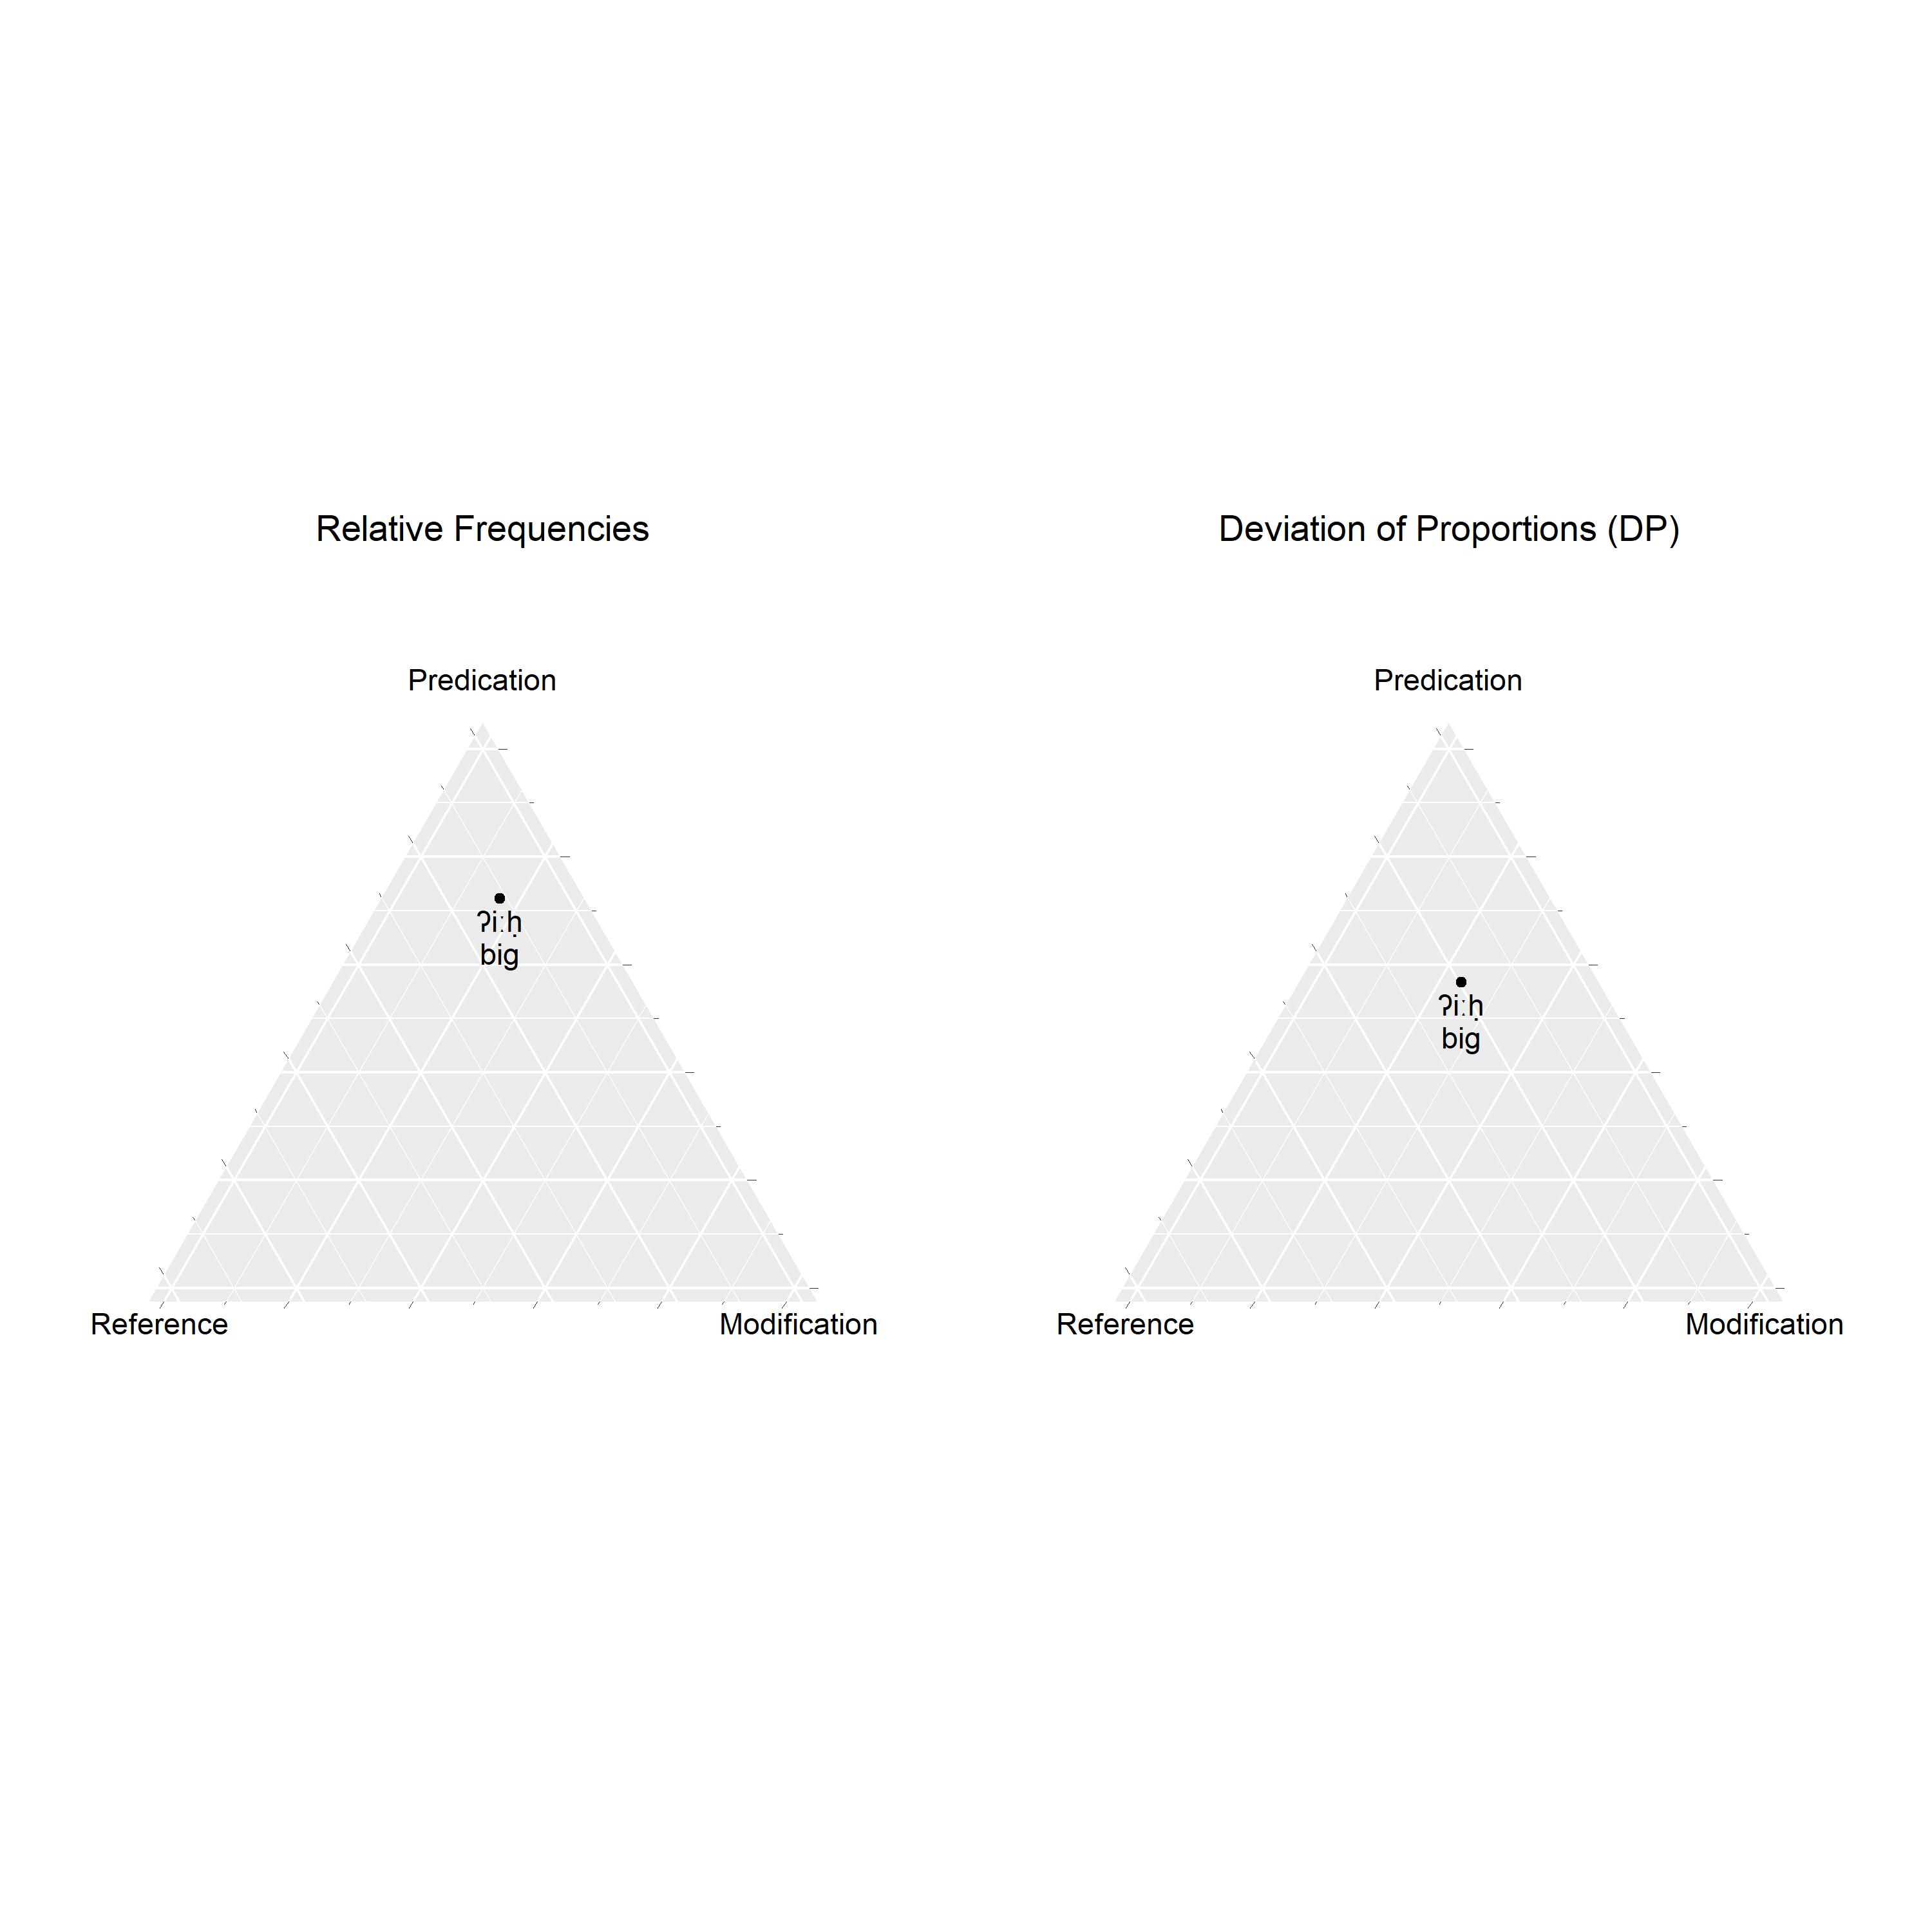 Relative Frequencies
Predication
ʔiːḥ
big
Reference
Modification
Deviation of Proportions (DP)
Predication
ʔiːḥ
big
Reference
Modification